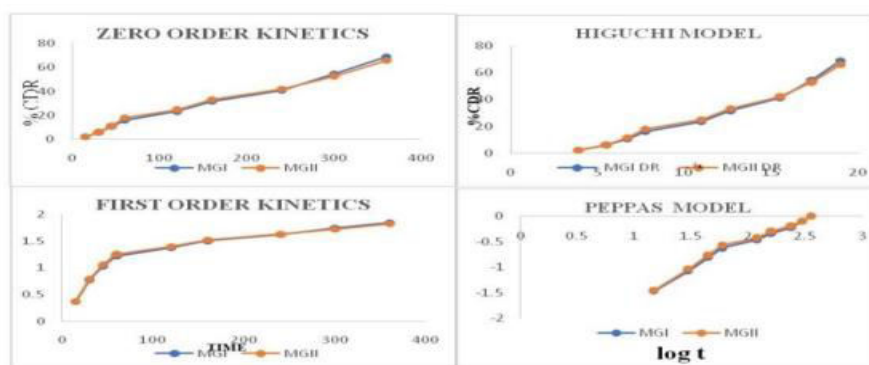 ZERO ORDER KINETICS
80
60
40
20
0
%CDR
0 100 200 300 400
MGI MGII
HIGUCHI MODEL
80
60
40
20
0
%CDR
0 5 10 15 20
MGI DR MGII DR
FIRST ORDER KINETICS
2
1.5
1
0.5
0
0 100 200 300 400
TIME
MGI MGII
PEPPAS MODEL
0
-0.5
-1
-1.5
-2
0 0.5 1 1.5 2 2.5 3
MGI MGII
log t